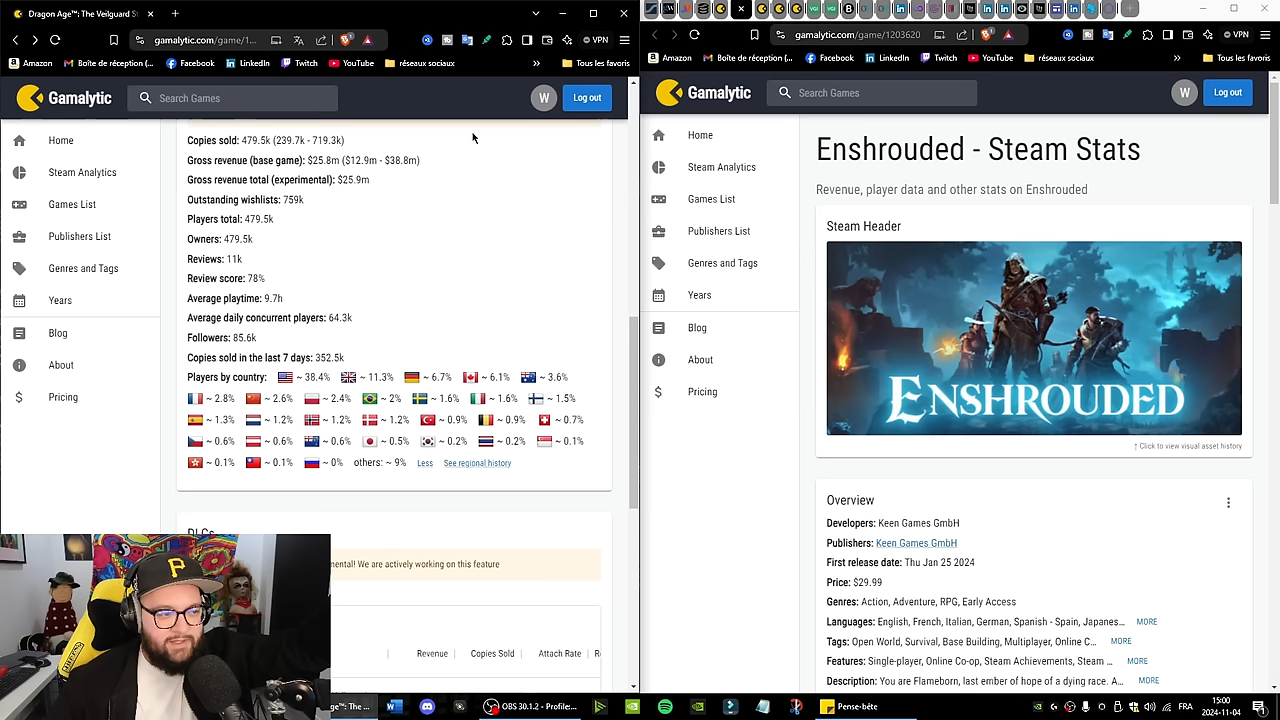 Dragon Age™: The Veilguard S
gamalytic.com/game/1...
VPN
Amazon
Boîte de réception (...
Facebook
LinkedIn
Twitch
YouTube
réseaux sociaux
Tous les favoris
Gamalytic
Search Games
W
Log out
Home
Steam Analytics
Games List
Publishers List
Genres and Tags
Years
Blog
About
Pricing
Copies sold: 479.5k (239.7k - 719.3k)
Gross revenue (base game): $25.8m ($12.9m - $38.8m)
Gross revenue total (experimental): $25.9m
Outstanding wishlists: 759k
Players total: 479.5k
Owners: 479.5k
Reviews: 11k
Review score: 78%
Average playtime: 9.7h
Average daily concurrent players: 64.3k
Followers: 85.6k
Copies sold in the last 7 days: 352.5k
Players by country: ~ 38.4% ~ 11.3% ~ 6.7% ~ 6.1% ~ 3.6%
~ 2.8% ~ 2.6% ~ 2.4% ~ 2% ~ 1.6% ~ 1.6% ~ 1.5%
~ 1.3% ~ 1.2% ~ 1.2% ~ 1.2% ~ 0.9% ~ 0.9% ~ 0.7%
~ 0.6% ~ 0.6% ~ 0.6% ~ 0.5% ~ 0.2% ~ 0.2% ~ 0.1%
~ 0.1% ~ 0.1% ~ 0% others: ~ 9% Less See regional history
DLCs
mental! We are actively working on this feature
Revenue
Copies Sold
Attach Rate
R
P
gamalytic.com/game/1203620
VPN
Amazon
Boîte de réception (...
Facebook
LinkedIn
Twitch
YouTube
réseaux sociaux
Tous les favoris
Gamalytic
Search Games
W
Log out
Home
Steam Analytics
Games List
Publishers List
Genres and Tags
Years
Blog
About
Pricing
Enshrouded - Steam Stats
Revenue, player data and other stats on Enshrouded
Steam Header
ENSHROUDED
↑ Click to view visual asset history
Overview
Developers: Keen Games GmbH
Publishers: Keen Games GmbH
First release date: Thu Jan 25 2024
Price: $29.99
Genres: Action, Adventure, RPG, Early Access
Languages: English, French, Italian, German, Spanish - Spain, Japanes... MORE
Tags: Open World, Survival, Base Building, Multiplayer, Online C... MORE
Features: Single-player, Online Co-op, Steam Achievements, Steam ... MORE
Description: You are Flameborn, last ember of hope of a dying race. A... MORE
Age™: The ...
OBS 30.1.2 - Profile...
Pense-bête
FRA
15:00
2024-11-04